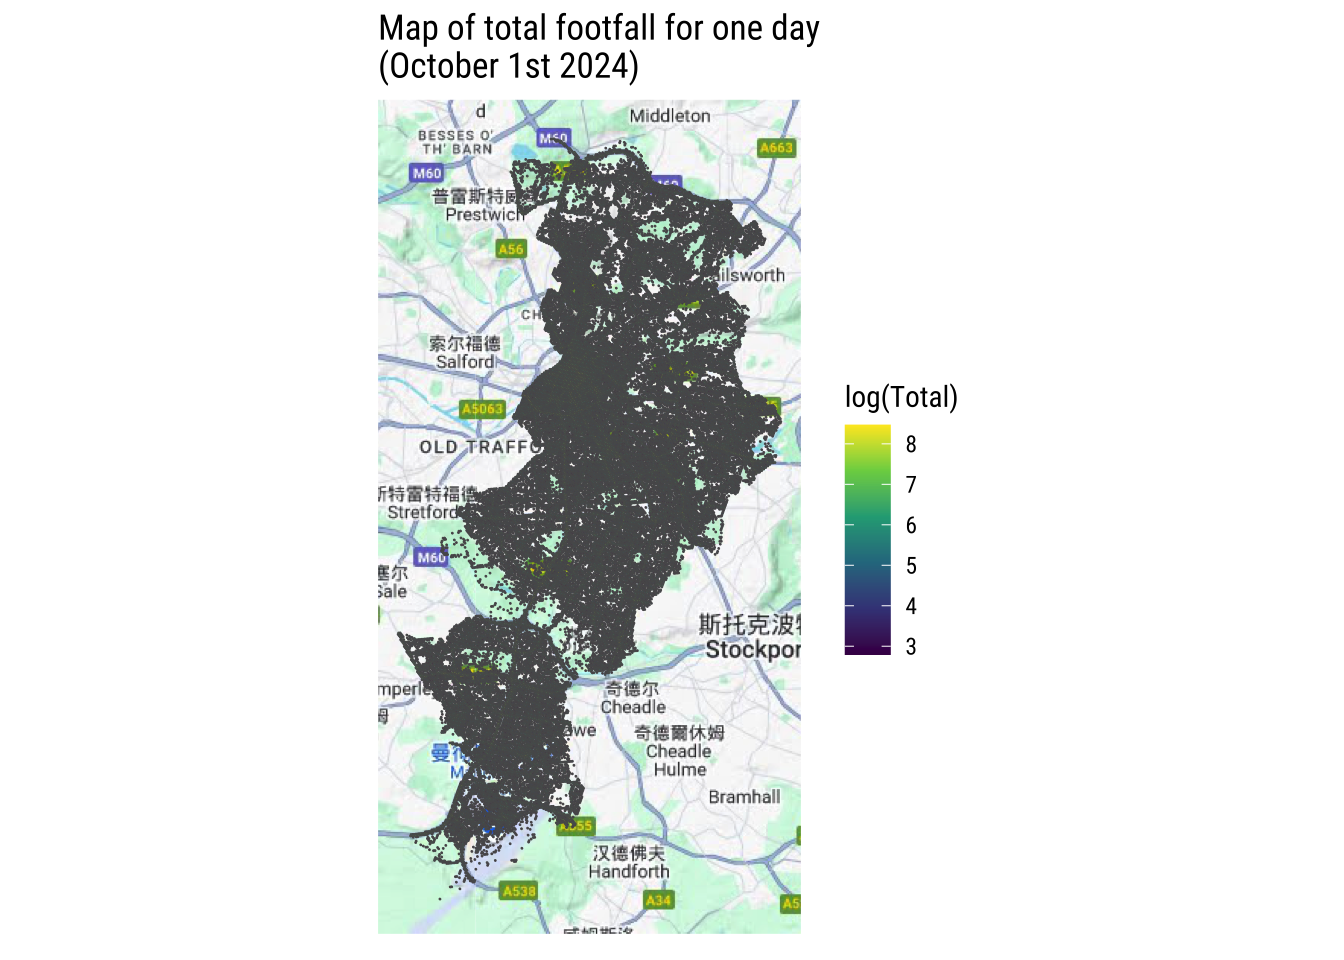 Map of total footfall for one day
(October 1st 2024)
d
Middleton
BESSES O'
TH' BARN
M60
A663
M60
普雷斯特
Prestwich
A56
ilsworth
CH
索尔福德
Salford
A5063
OLD TRAFFO
斯特雷特福德
Stretford
M60
塞尔
Sale
斯托克波特
Stockpor
mperle
姆
奇德尔
Cheadle
awe
奇德爾休姆
Cheadle
Hulme
曼彻
M
Bramhall
A555
汉德佛夫
Handforth
A538
A34
A5
log(Total)
8
7
6
5
4
3